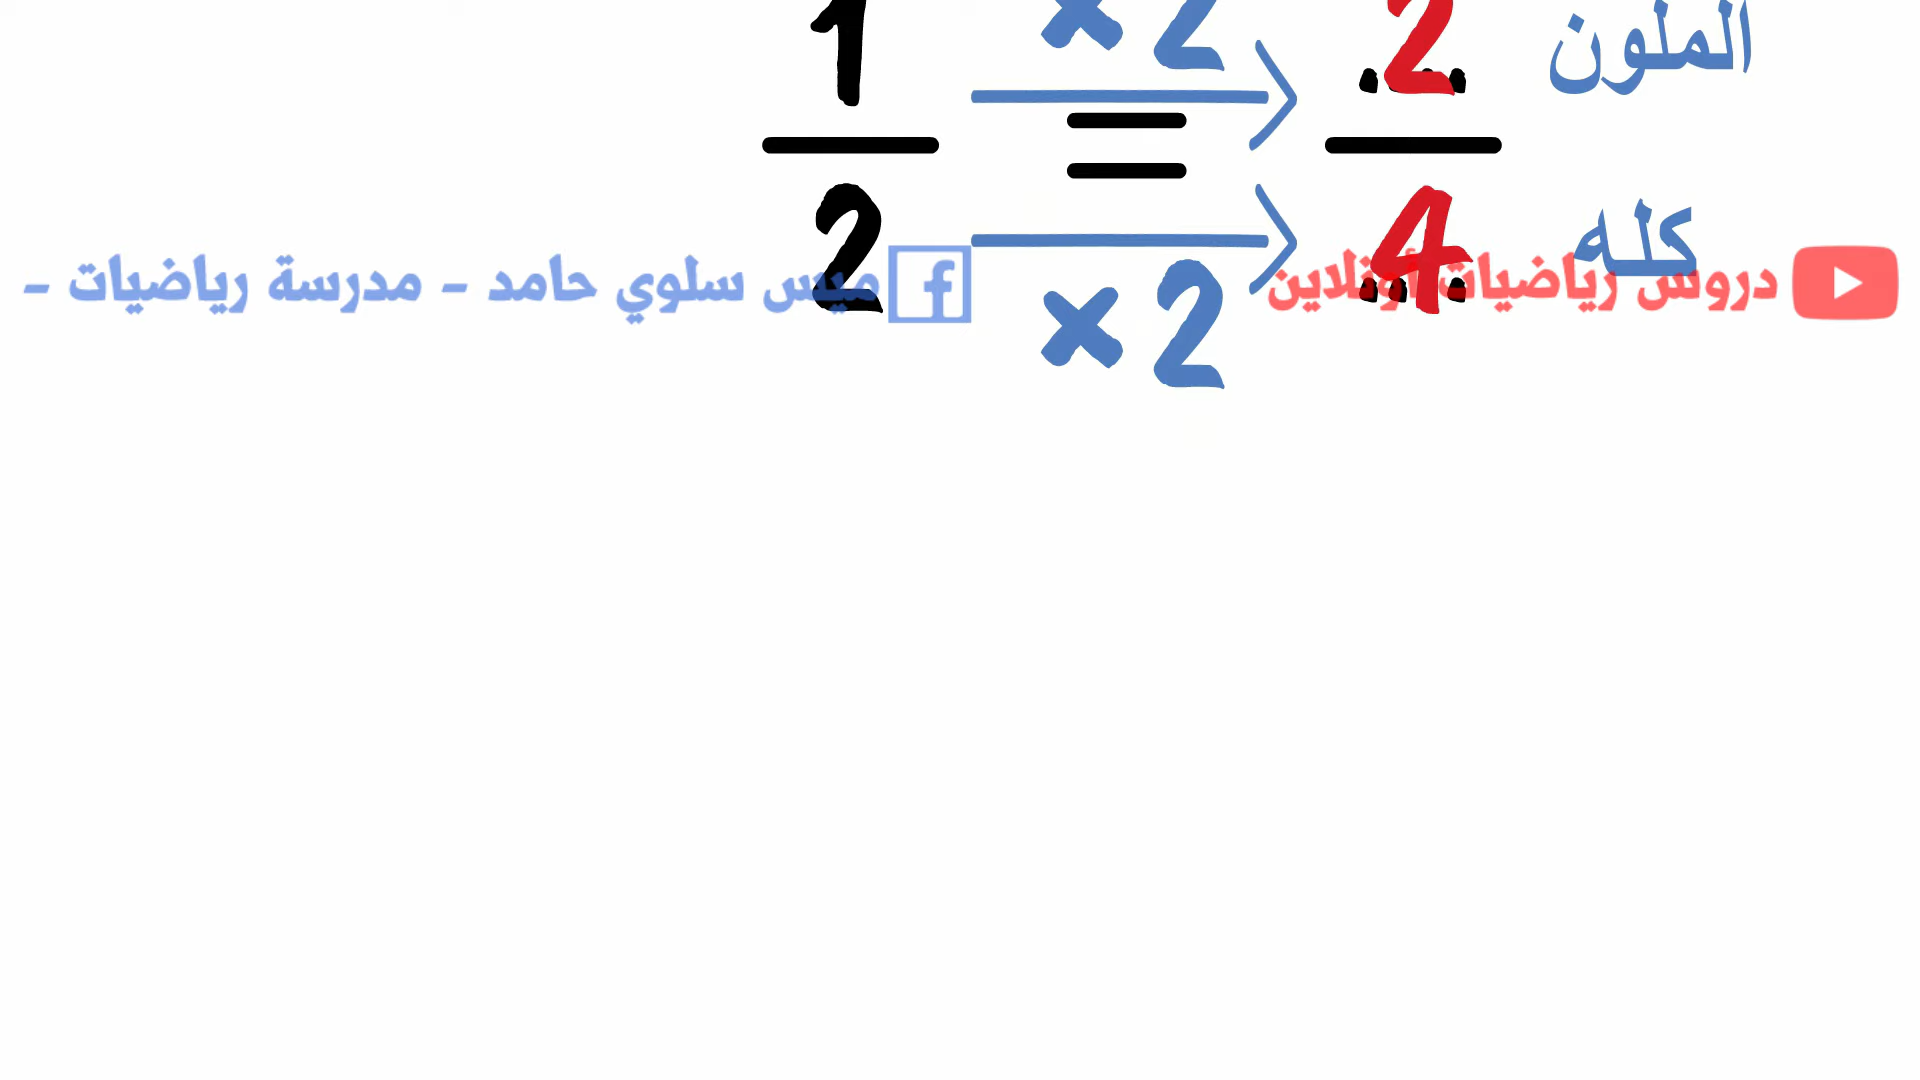 ×2
1 = 2 الملون
2 4 كله
×2
دروس رياضيات أونلاين
ميس سلوي حامد - مدرسة رياضيات -